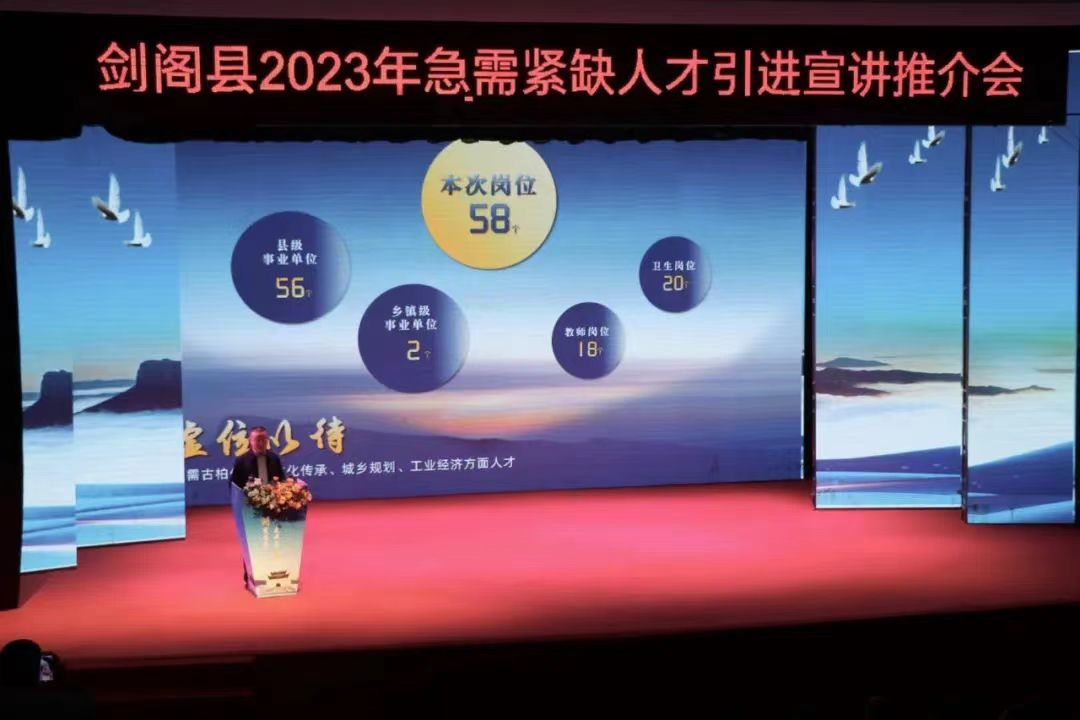 剑阁县2023年急需紧缺人才引进宣讲推介会
本次岗位
58个
县级
事业单位
56个
乡镇级
事业单位
2个
教师岗位
18个
卫生岗位
20个
虚位以待
需古柏
化传承、城乡规划、工业经济方面人才